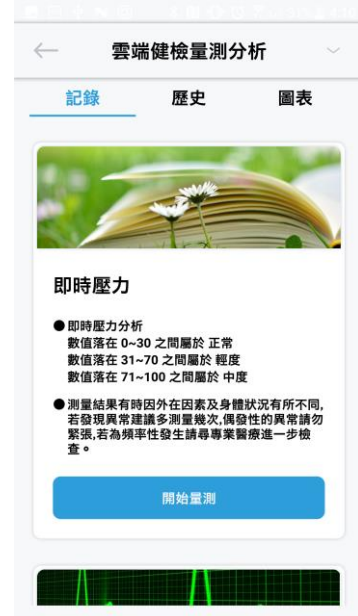 雲端健檢量測分析
記錄
歷史
圖表
即時壓力
●即時壓力分析
數值落在 0~30 之間屬於 正常
數值落在 31~70 之間屬於 輕度
數值落在 71~100 之間屬於 中度
●測量結果有時因外在因素及身體狀況有所不同,
若發現異常建議多測量幾次,偶發性的異常請勿
緊張,若為頻率性發生請尋專業醫療進一步檢
查。
開始量測